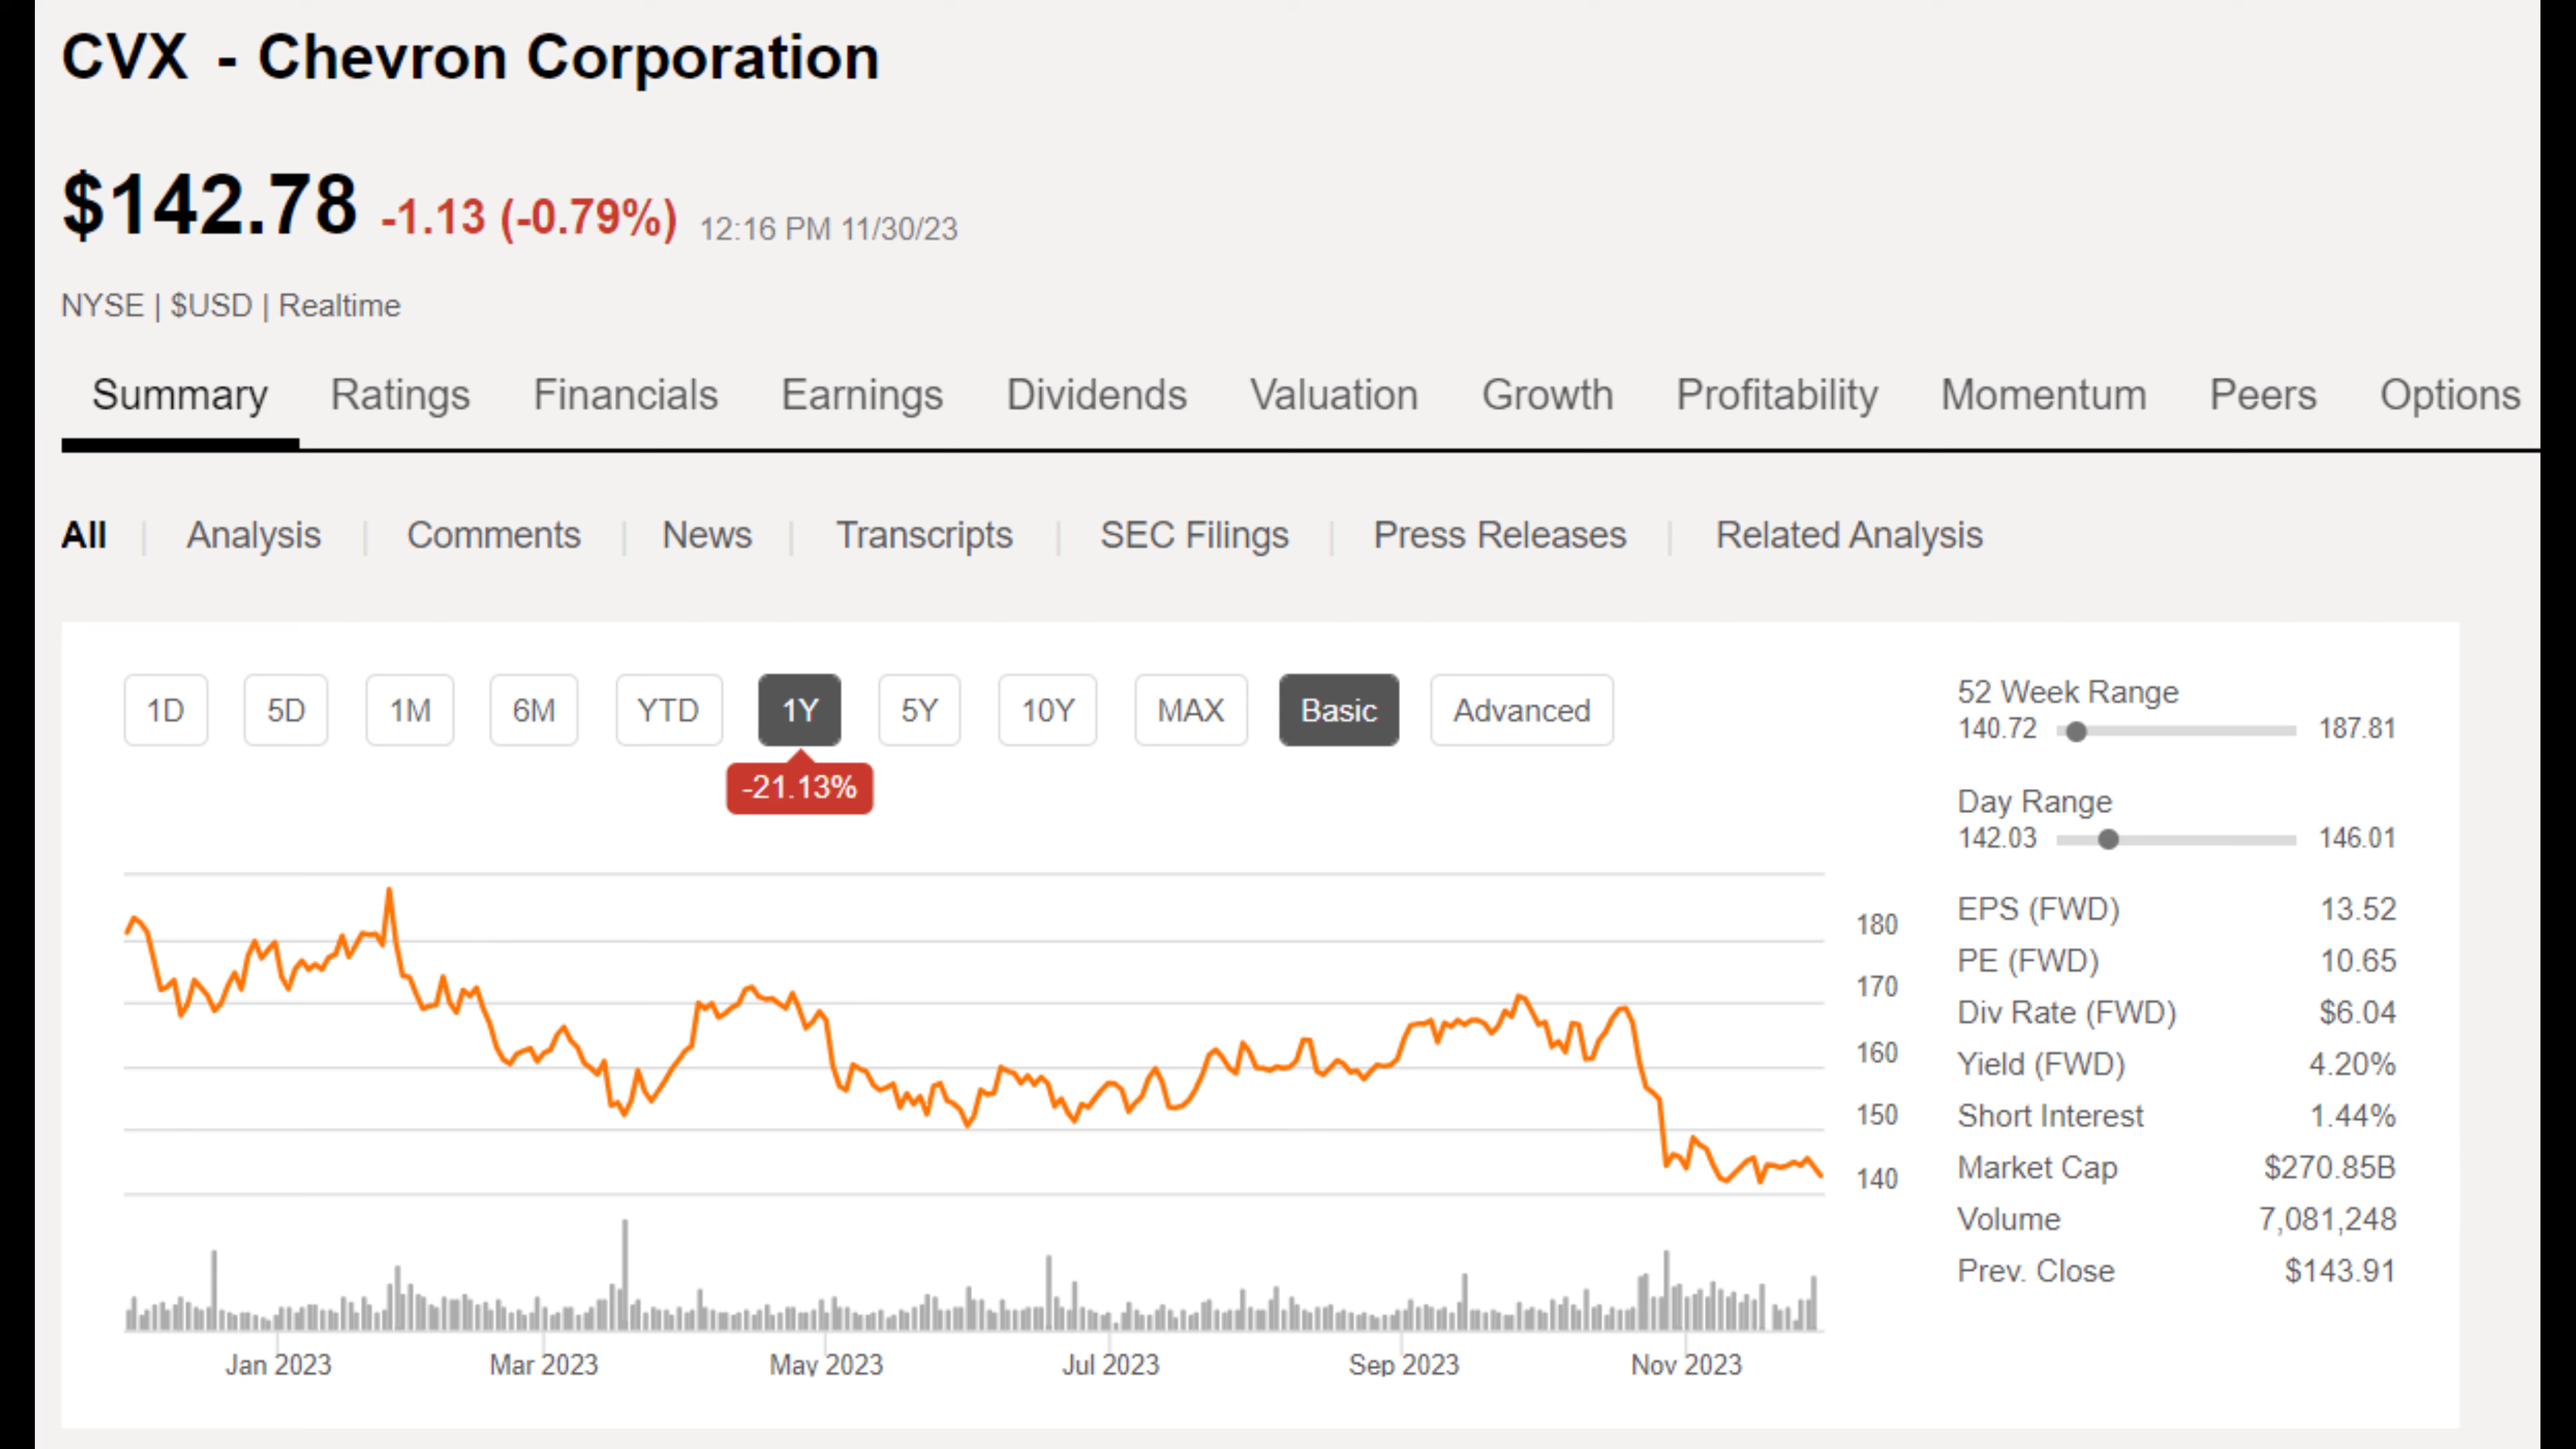 CVX - Chevron Corporation
$142.78 -1.13 (-0.79%) 12:16 PM 11/30/23
NYSE | $USD | Realtime
Summary Ratings Financials Earnings Dividends Valuation Growth Profitability Momentum Peers Options
All | Analysis | Comments | News | Transcripts | SEC Filings | Press Releases | Related Analysis
1D 5D 1M 6M YTD 1Y 5Y 10Y MAX Basic Advanced
-21.13%
180
170
160
150
140
Jan 2023 Mar 2023 May 2023 Jul 2023 Sep 2023 Nov 2023
52 Week Range
140.72 187.81
Day Range
142.03 146.01
EPS (FWD) 13.52
PE (FWD) 10.65
Div Rate (FWD) $6.04
Yield (FWD) 4.20%
Short Interest 1.44%
Market Cap $270.85B
Volume 7,081,248
Prev. Close $143.91